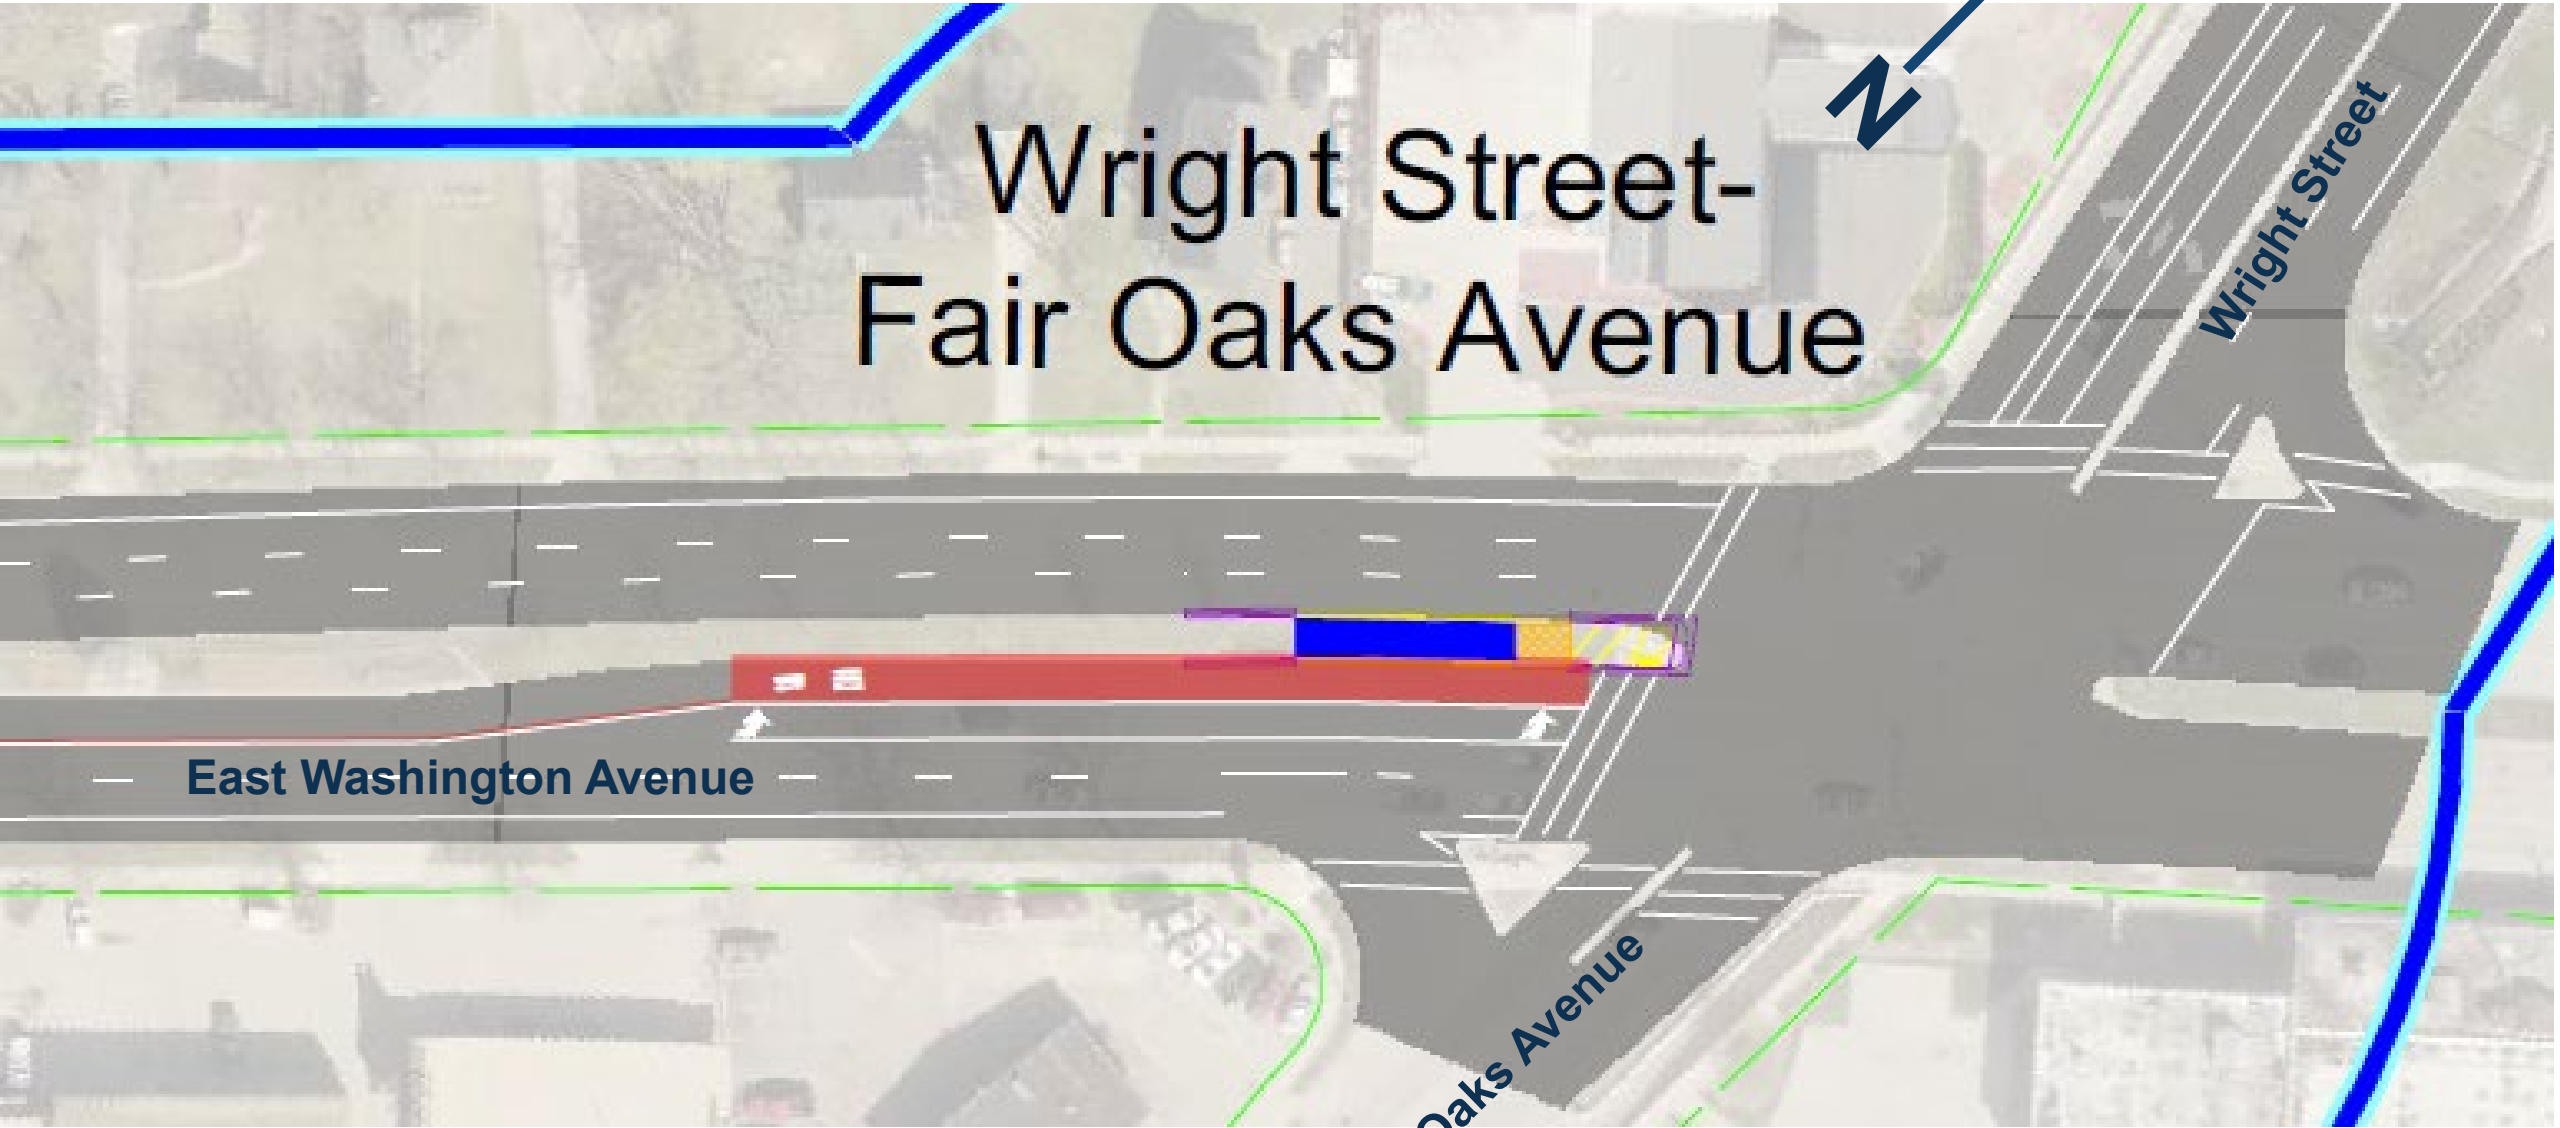 Wright Street-
Fair Oaks Avenue
N
Wright Street
East Washington Avenue
Oaks Avenue